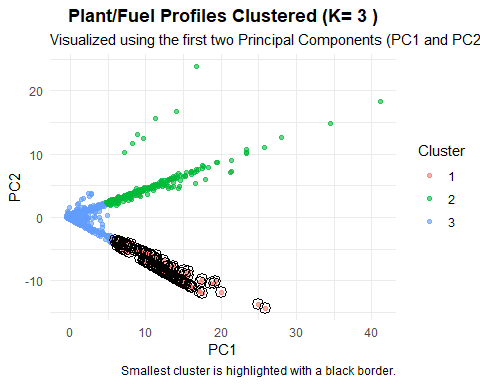 Plant/Fuel Profiles Clustered (K= 3 )
Visualized using the first two Principal Components (PC1 and PC2
20
10
0
-10
PC2
0
10
20
30
40
PC1
Cluster
1
2
3
Smallest cluster is highlighted with a black border.